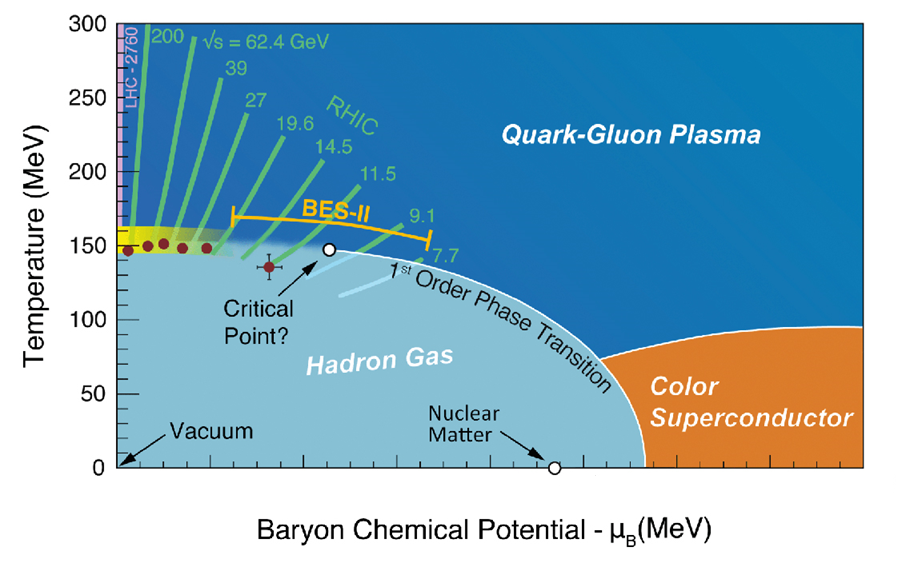 300
250
200
150
100
50
0
Temperature (MeV)
LHC - 2760
200
√s = 62.4 GeV
39
27
19.6
RHIC
14.5
11.5
9.1
7.7
BES-II
Quark-Gluon Plasma
1st Order Phase Transition
Critical
Point?
Hadron Gas
Color
Superconductor
Nuclear
Matter
Vacuum
Baryon Chemical Potential - μB(MeV)